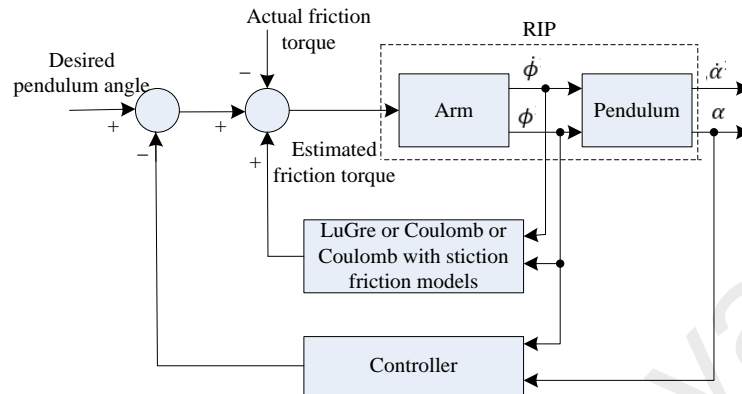 Actual friction
torque
RIP
Desired
pendulum angle
−
ϕ̇
α̇
Arm
Pendulum
+
+
ϕ
α
−
Estimated
friction torque
+
LuGre or Coulomb or
Coulomb with stiction
friction models
Controller